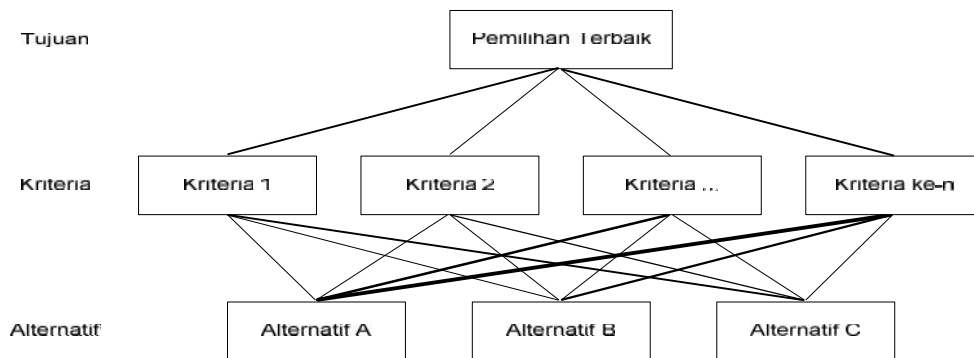 Tujuan
Pemilihan Terbaik
Kriteria
Kriteria 1
Kriteria 2
Kriteria ...
Kriteria ke-n
Alternatif
Alternatif A
Alternatif B
Alternatif C